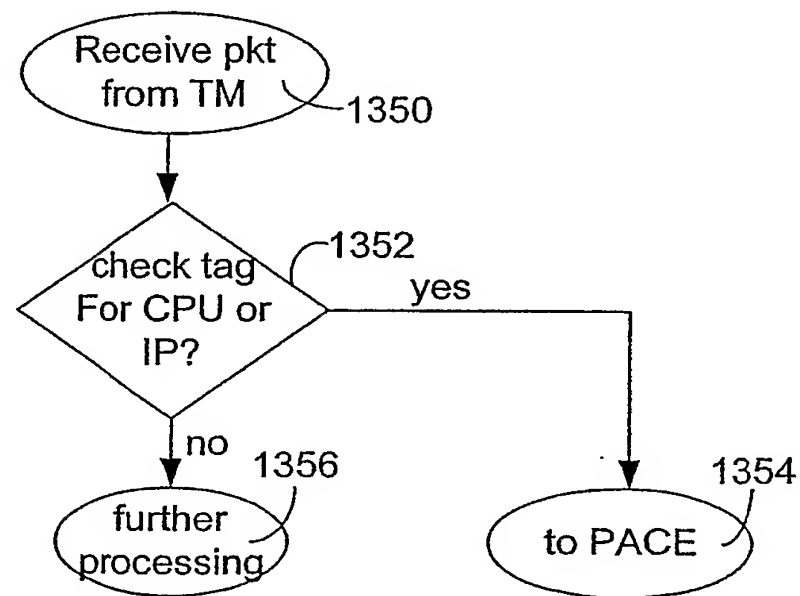 Receive pkt
from TM
1350
1352
check tag
For CPU or
IP?
yes
no
1356
1354
further
processing
to PACE